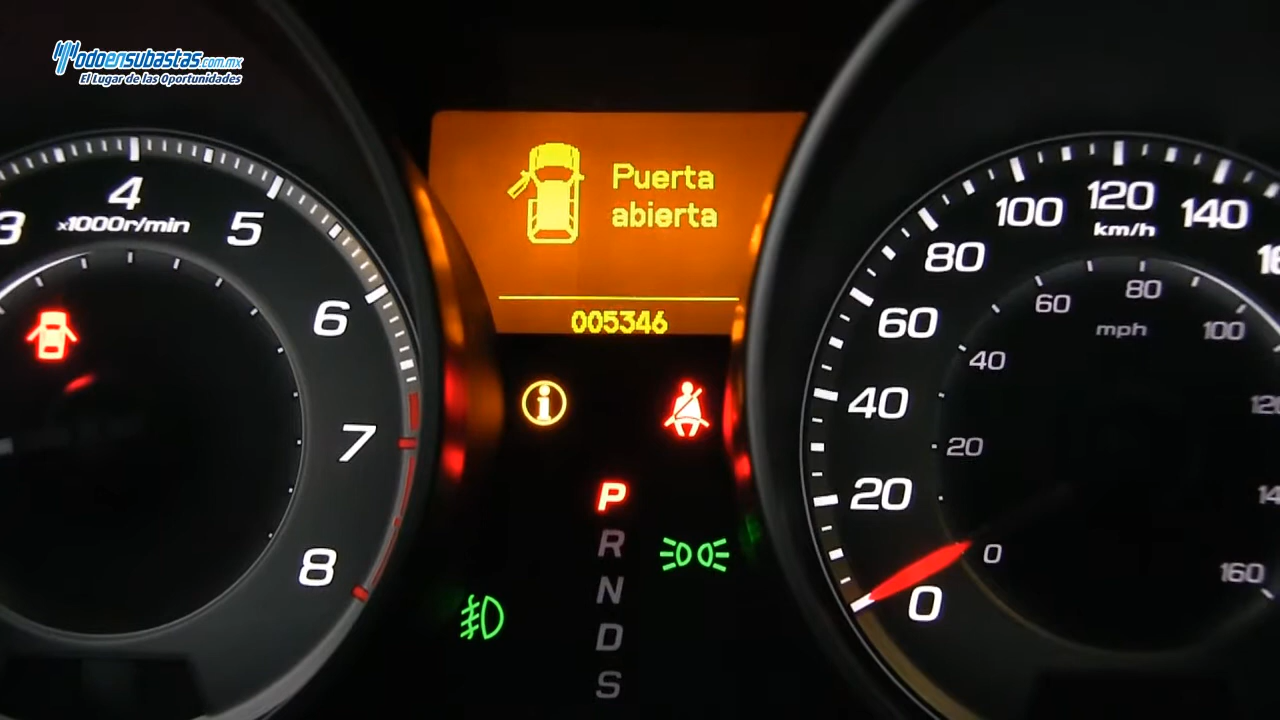 Todoensubastas.com.mx
El Lugar de las Oportunidades
Puerta
abierta
005346
3
4
5
6
7
8
x1000r/min
i
P
R
N
D
S
0
20
40
60
80
100
120
140
km/h
0
20
40
60
80
100
160
mph